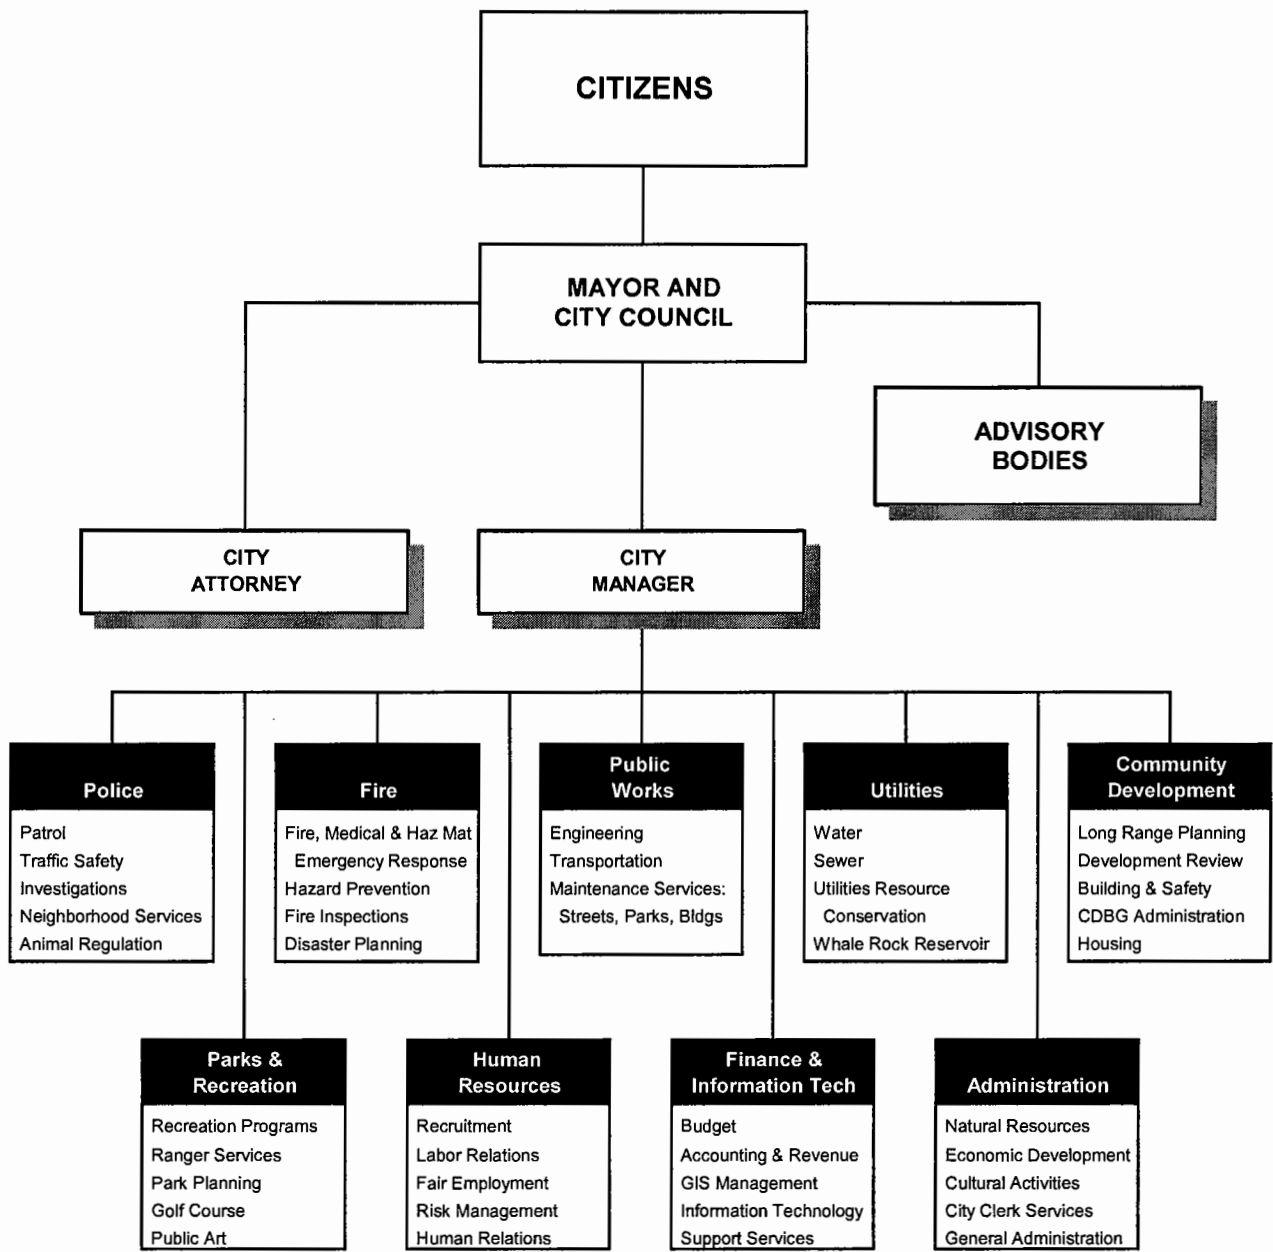 CITIZENS
MAYOR AND
CITY COUNCIL
ADVISORY
BODIES
CITY
ATTORNEY
CITY
MANAGER
Police
Patrol
Traffic Safety
Investigations
Neighborhood Services
Animal Regulation
Fire
Fire, Medical & Haz Mat
Emergency Response
Hazard Prevention
Fire Inspections
Disaster Planning
Public
Works
Engineering
Transportation
Maintenance Services:
Streets, Parks, Bldgs
Utilities
Water
Sewer
Utilities Resource
Conservation
Whale Rock Reservoir
Community
Development
Long Range Planning
Development Review
Building & Safety
CDBG Administration
Housing
Parks &
Recreation
Recreation Programs
Ranger Services
Park Planning
Golf Course
Public Art
Human
Resources
Recruitment
Labor Relations
Fair Employment
Risk Management
Human Relations
Finance &
Information Tech
Budget
Accounting & Revenue
GIS Management
Information Technology
Support Services
Administration
Natural Resources
Economic Development
Cultural Activities
City Clerk Services
General Administration